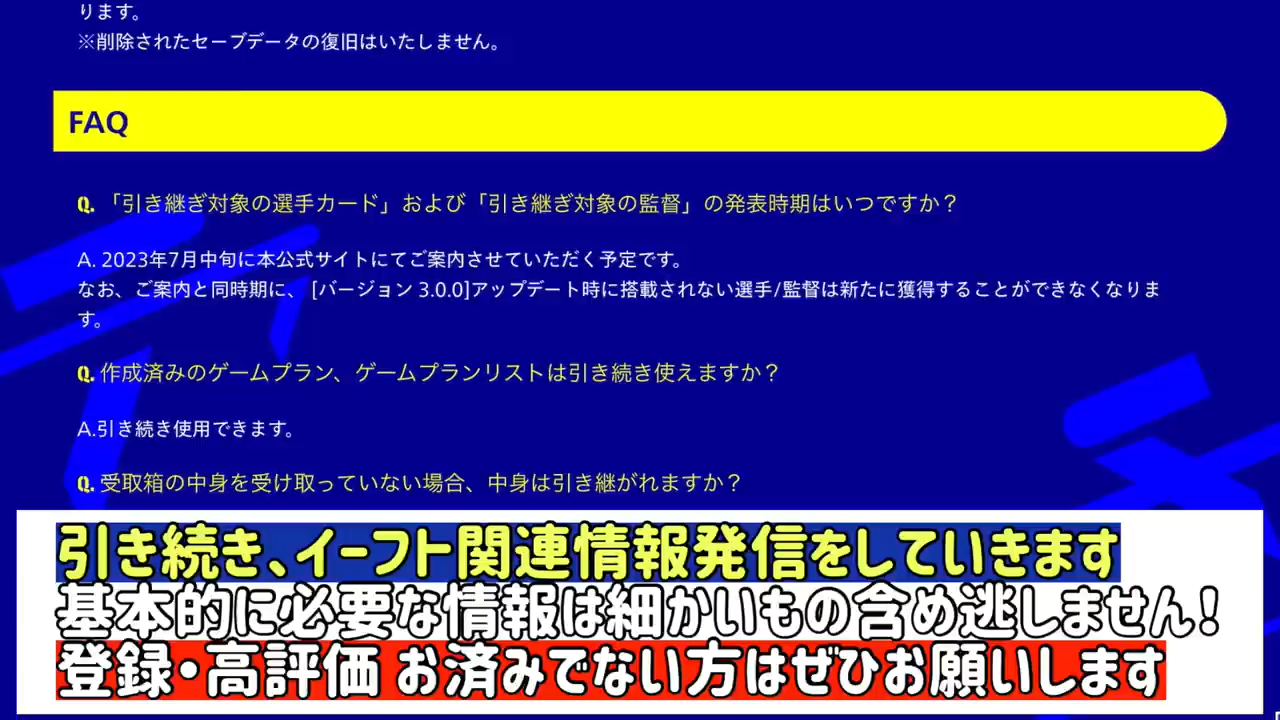 ります。
※削除されたセーブデータの復旧はいたしません。
FAQ
Q. 「引き継ぎ対象の選手カード」および「引き継ぎ対象の監督」の発表時期はいつですか？
A. 2023年7月中旬に本公式サイトにてご案内させていただく予定です。
なお、ご案内と同時期に、 [バージョン 3.0.0]アップデート時に搭載されない選手/監督は新たに獲得することができなくなりま
す。
Q. 作成済みのゲームプラン、ゲームプランリストは引き続き使えますか？
A.引き続き使用できます。
Q. 受取箱の中身を受け取っていない場合、中身は引き継がれますか？
引き続き、イーフト関連情報発信をしていきます
基本的に必要な情報は細かいもの含め逃しません!
登録・高評価 お済みでない方はぜひお願いします